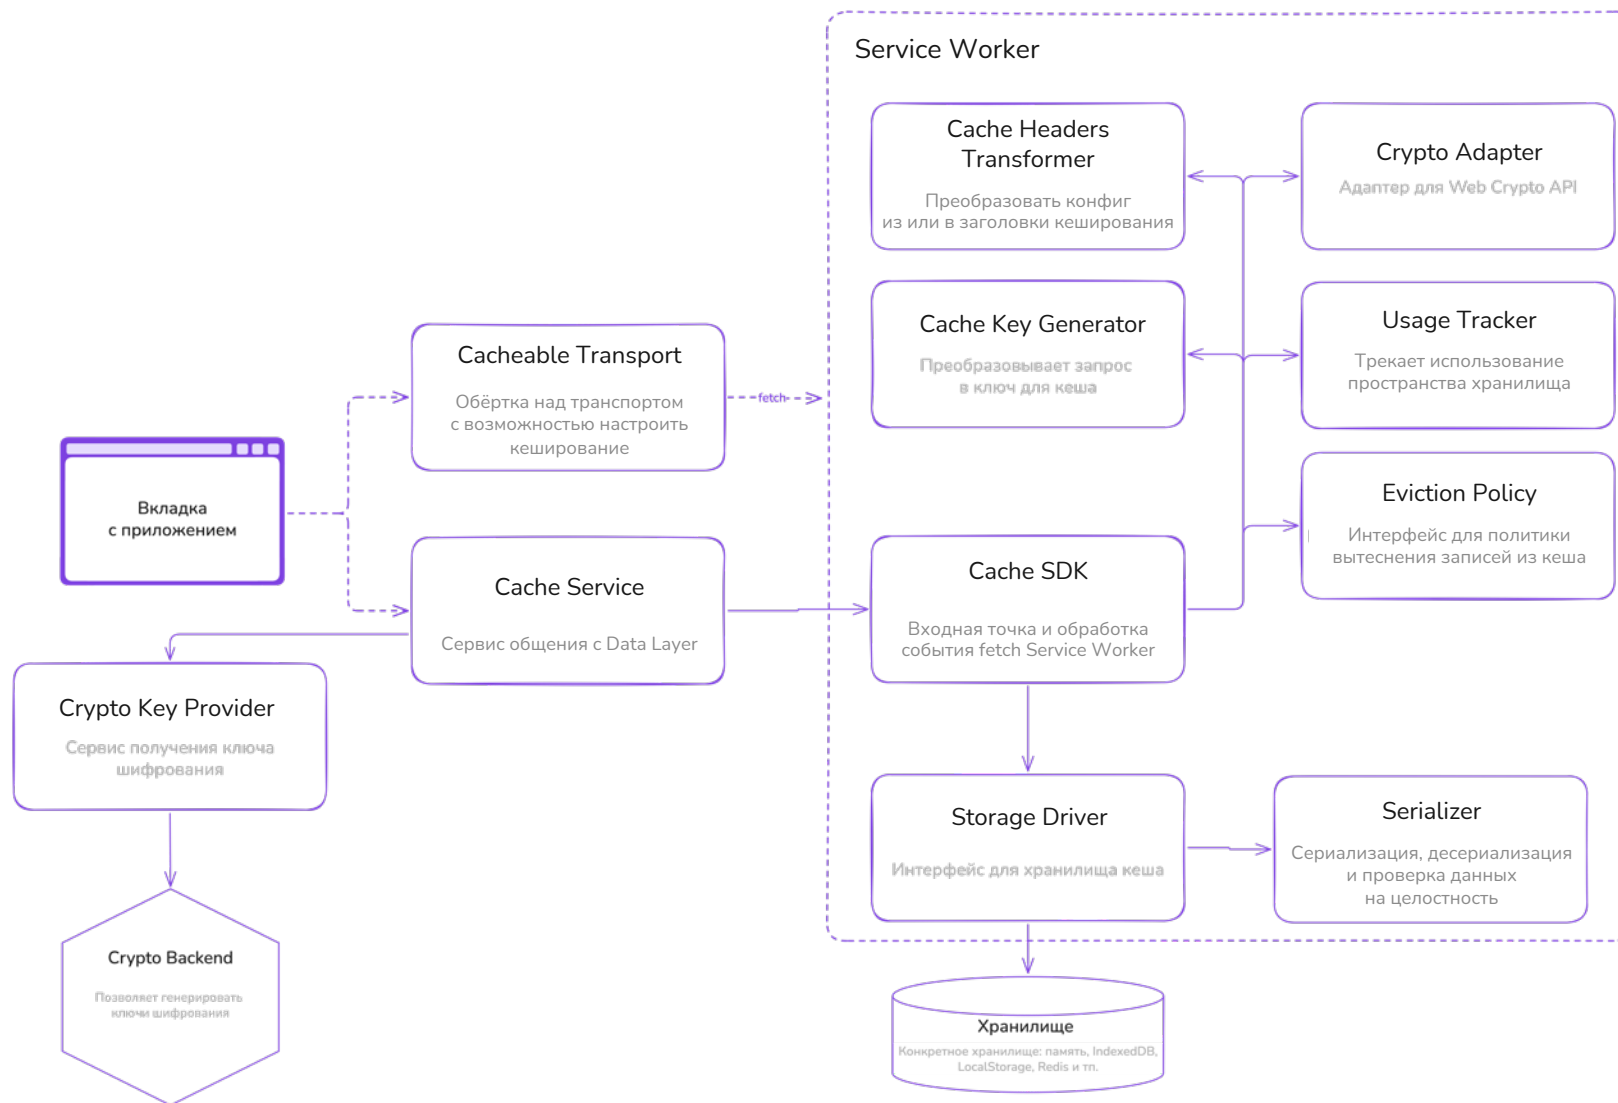 Service Worker
Cache Headers
Transformer
Преобразовать конфиг
из или в заголовки кеширования
Crypto Adapter
Адаптер для Web Crypto API
Cache Key Generator
Преобразовывает запрос
в ключ для кеша
Usage Tracker
Трекает использование
пространства хранилища
Cacheable Transport
Обёртка над транспортом
с возможностью настроить
кеширование
fetch
Вкладка
с приложением
Eviction Policy
Интерфейс для политики
вытеснения записей из кеша
Cache Service
Сервис общения с Data Layer
Cache SDK
Входная точка и обработка
события fetch Service Worker
Crypto Key Provider
Сервис получения ключа
шифрования
Storage Driver
Интерфейс для хранилища кеша
Serializer
Сериализация, десериализация
и проверка данных
на целостность
Crypto Backend
Позволяет генерировать
ключи шифрования
Хранилище
Конкретное хранилище: память, IndexedDB,
LocalStorage, Redis и тп.